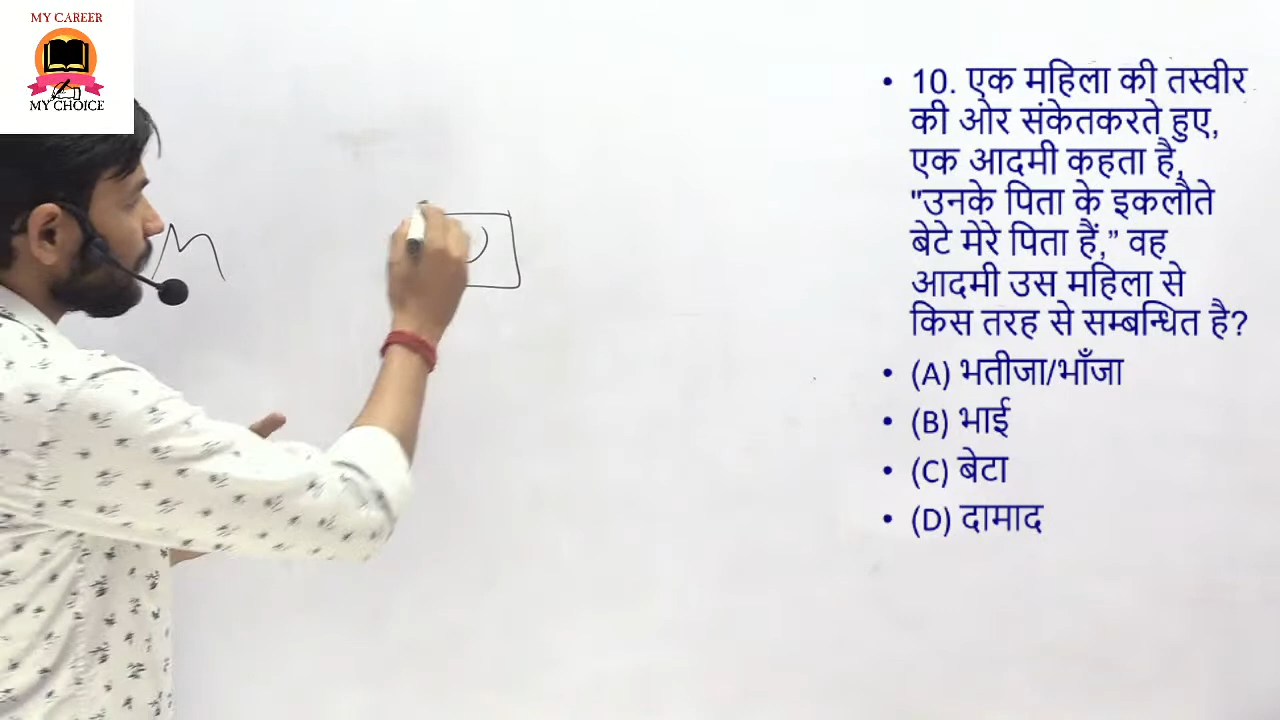 MY CAREER
MY CHOICE
M
• 10. एक महिला की तस्वीर
की ओर संकेतकरते हुए,
एक आदमी कहता है,
"उनके पिता के इकलौते
बेटे मेरे पिता हैं,” वह
आदमी उस महिला से
किस तरह से सम्बन्धित है?
• (A) भतीजा/भाँजा
• (B) भाई
• (C) बेटा
• (D) दामाद